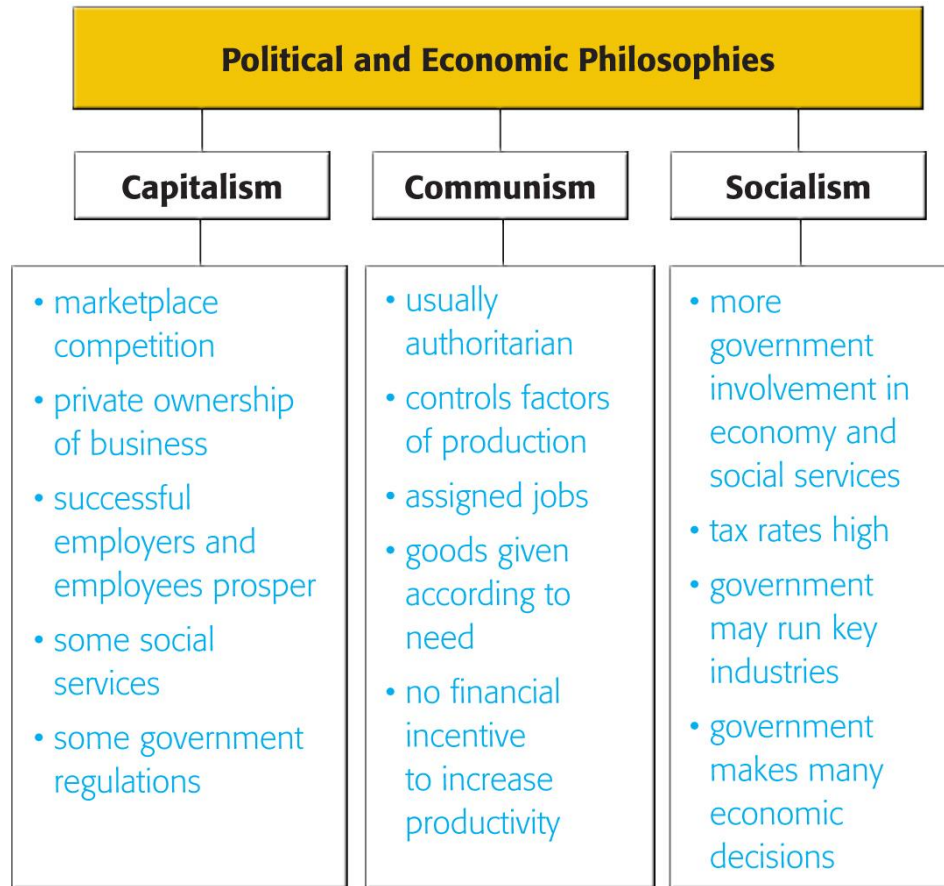 Political and Economic Philosophies
Capitalism
• marketplace
competition
• private ownership
of business
• successful
employers and
employees prosper
• some social
services
• some government
regulations
Communism
• usually
authoritarian
• controls factors
of production
• assigned jobs
• goods given
according to
need
• no financial
incentive
to increase
productivity
Socialism
• more
government
involvement in
economy and
social services
• tax rates high
• government
may run key
industries
• government
makes many
economic
decisions